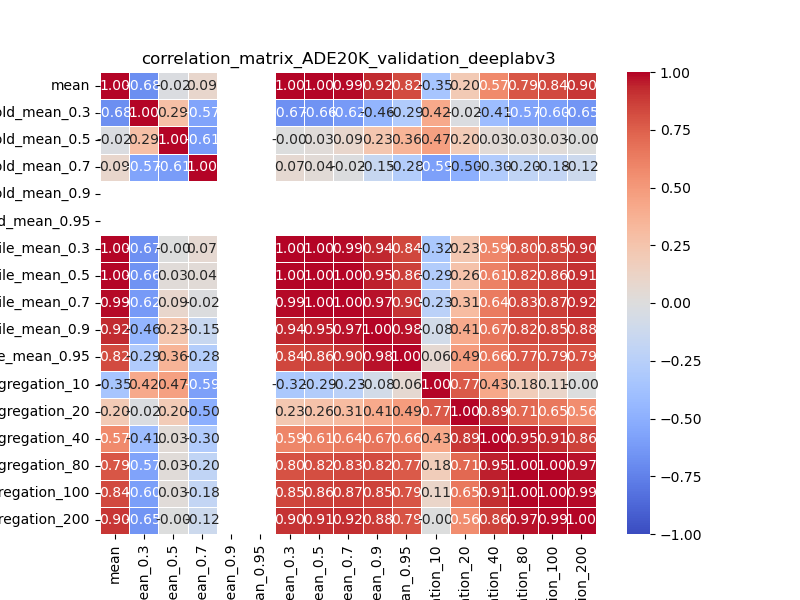 correlation_matrix_ADE20K_validation_deeplabv3
mean 1.00 -0.68 -0.02 0.09 1.00 1.00 0.99 0.92 0.82 -0.35 0.20 0.57 0.79 0.84 0.90
old_mean_0.3 -0.68 1.00 0.29 -0.57 -0.67 -0.66 -0.62 -0.46 -0.29 0.42 -0.02 -0.41 -0.57 -0.60 -0.65
old_mean_0.5 -0.02 0.29 1.00 -0.61 -0.00 0.03 0.09 0.23 0.36 0.47 0.20 0.03 0.03 0.03 -0.00
old_mean_0.7 0.09 -0.57 -0.61 1.00 0.07 0.04 -0.02 -0.15 -0.28 -0.59 -0.50 -0.30 -0.20 -0.18 -0.12
old_mean_0.9
d_mean_0.95
ile_mean_0.3 1.00 -0.67 -0.00 0.07 1.00 1.00 0.99 0.94 0.84 -0.32 0.23 0.59 0.80 0.85 0.90
ile_mean_0.5 1.00 -0.66 0.03 0.04 1.00 1.00 1.00 0.95 0.86 -0.29 0.26 0.61 0.82 0.86 0.91
ile_mean_0.7 0.99 -0.62 0.09 -0.02 0.99 1.00 1.00 0.97 0.90 -0.23 0.31 0.64 0.83 0.87 0.92
ile_mean_0.9 0.92 -0.46 0.23 -0.15 0.94 0.95 0.97 1.00 0.98 -0.08 0.41 0.67 0.82 0.85 0.88
e_mean_0.95 0.82 -0.29 0.36 -0.28 0.84 0.86 0.90 0.98 1.00 0.06 0.49 0.66 0.77 0.79 0.79
gregation_10 -0.35 0.42 0.47 -0.59 -0.32 -0.29 -0.23 -0.08 0.06 1.00 0.77 0.43 0.18 0.11 -0.00
gregation_20 0.20 -0.02 0.20 -0.50 0.23 0.26 0.31 0.41 0.49 0.77 1.00 0.89 0.71 0.65 0.56
gregation_40 0.57 -0.41 0.03 -0.30 0.59 0.61 0.64 0.67 0.66 0.43 0.89 1.00 0.95 0.91 0.86
gregation_80 0.79 -0.57 0.03 -0.20 0.80 0.82 0.83 0.82 0.77 0.18 0.71 0.95 1.00 1.00 0.97
regation_100 0.84 -0.60 0.03 -0.18 0.85 0.86 0.87 0.85 0.79 0.11 0.65 0.91 1.00 1.00 0.99
regation_200 0.90 -0.65 -0.00 -0.12 0.90 0.91 0.92 0.88 0.79 -0.00 0.56 0.86 0.97 0.99 1.00
mean
ean_0.3
ean_0.5
ean_0.7
ean_0.9
an_0.95
ean_0.3
ean_0.5
ean_0.7
ean_0.9
an_0.95
ation_10
ation_20
ation_40
ation_80
ion_100
ion_200
1.00
0.75
0.50
0.25
0.00
−0.25
−0.50
−0.75
−1.00